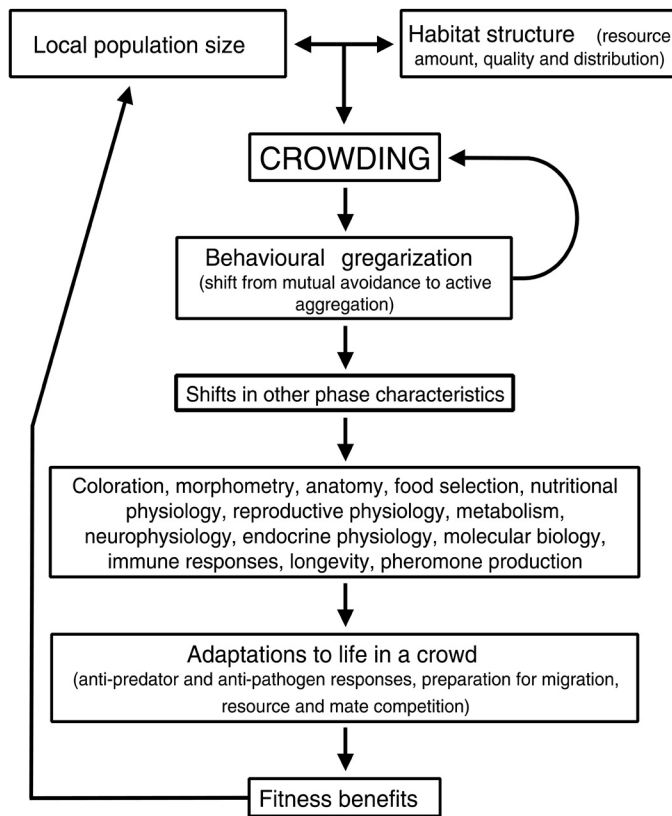 Local population size
Habitat structure (resource
amount, quality and distribution)
CROWDING
Behavioural gregarization
(shift from mutual avoidance to active
aggregation)
Shifts in other phase characteristics
Coloration, morphometry, anatomy, food selection, nutritional
physiology, reproductive physiology, metabolism,
neurophysiology, endocrine physiology, molecular biology,
immune responses, longevity, pheromone production
Adaptations to life in a crowd
(anti-predator and anti-pathogen responses, preparation for migration,
resource and mate competition)
Fitness benefits